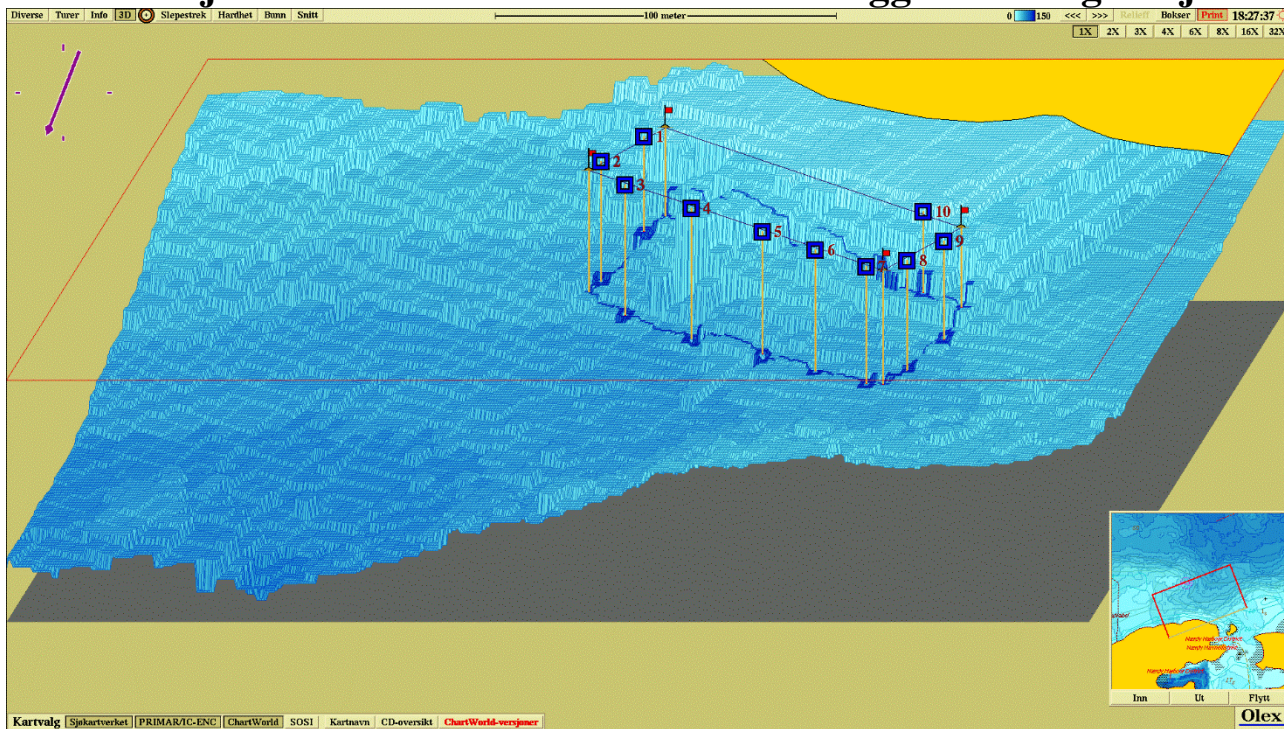 Diverse Turer Info 3D Slepestrek Hardhet Bunn Snitt 100 meter 0 150 <<< >>> Relieff Bokser Print 18:27:37
1X 2X 3X 4X 6X 8X 16X 32X
1
2
3
4
10
5
9
6
8
7
Inn Ut Flytt
Kartvalg Sjøkartverket PRIMAR/IC-ENC ChartWorld SOSI Kartnavn CD-oversikt ChartWorld-versjoner Olex